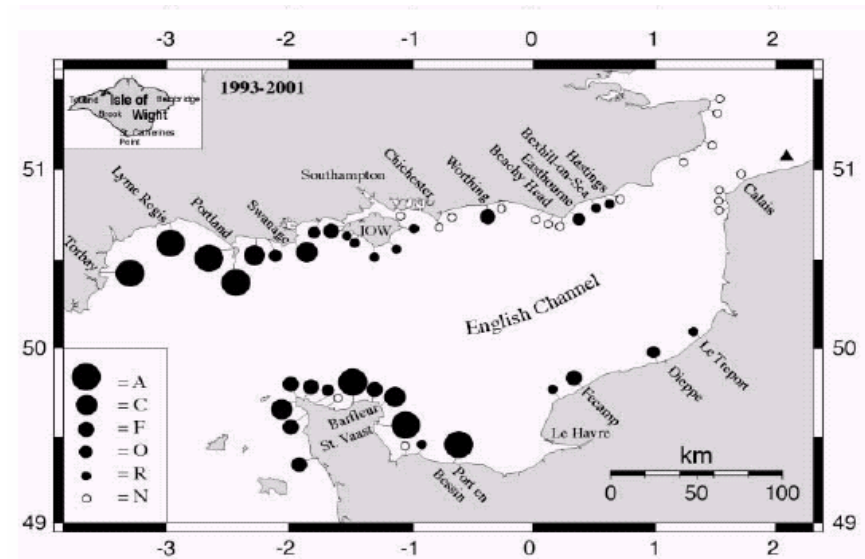 -3 -2 -1 0 1 2
1993-2001
Isle of
Wight
Totland
Bembridge
Brook
St. Catherines
Point
51
51
Torbay
Lyme Regis
Portland
Swanage
Southampton
Chichester
IOW
Worthing
Beachy Head
Eastbourne
Bexhill-on-Sea
Hastings
Calais
English Channel
50
50
Le Treport
Dieppe
Fecamp
Le Havre
Barfleur
St. Vaast
Port en
Bessin
= A
= C
= F
= O
= R
= N
km
0 50 100
49
49
-3 -2 -1 0 1 2